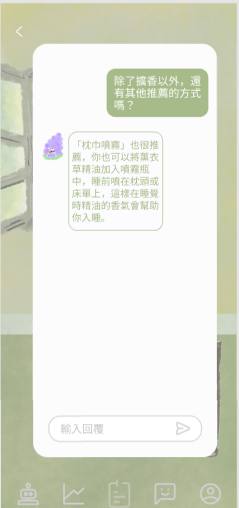 除了擴香以外，還
有其他推薦的方式
嗎？
「枕巾噴霧」也很推
薦，你也可以將薰衣
草精油加入噴霧瓶
中，睡前噴在枕頭或
床單上，這樣在睡覺
時精油的香氣會幫助
你入睡。
輸入回覆